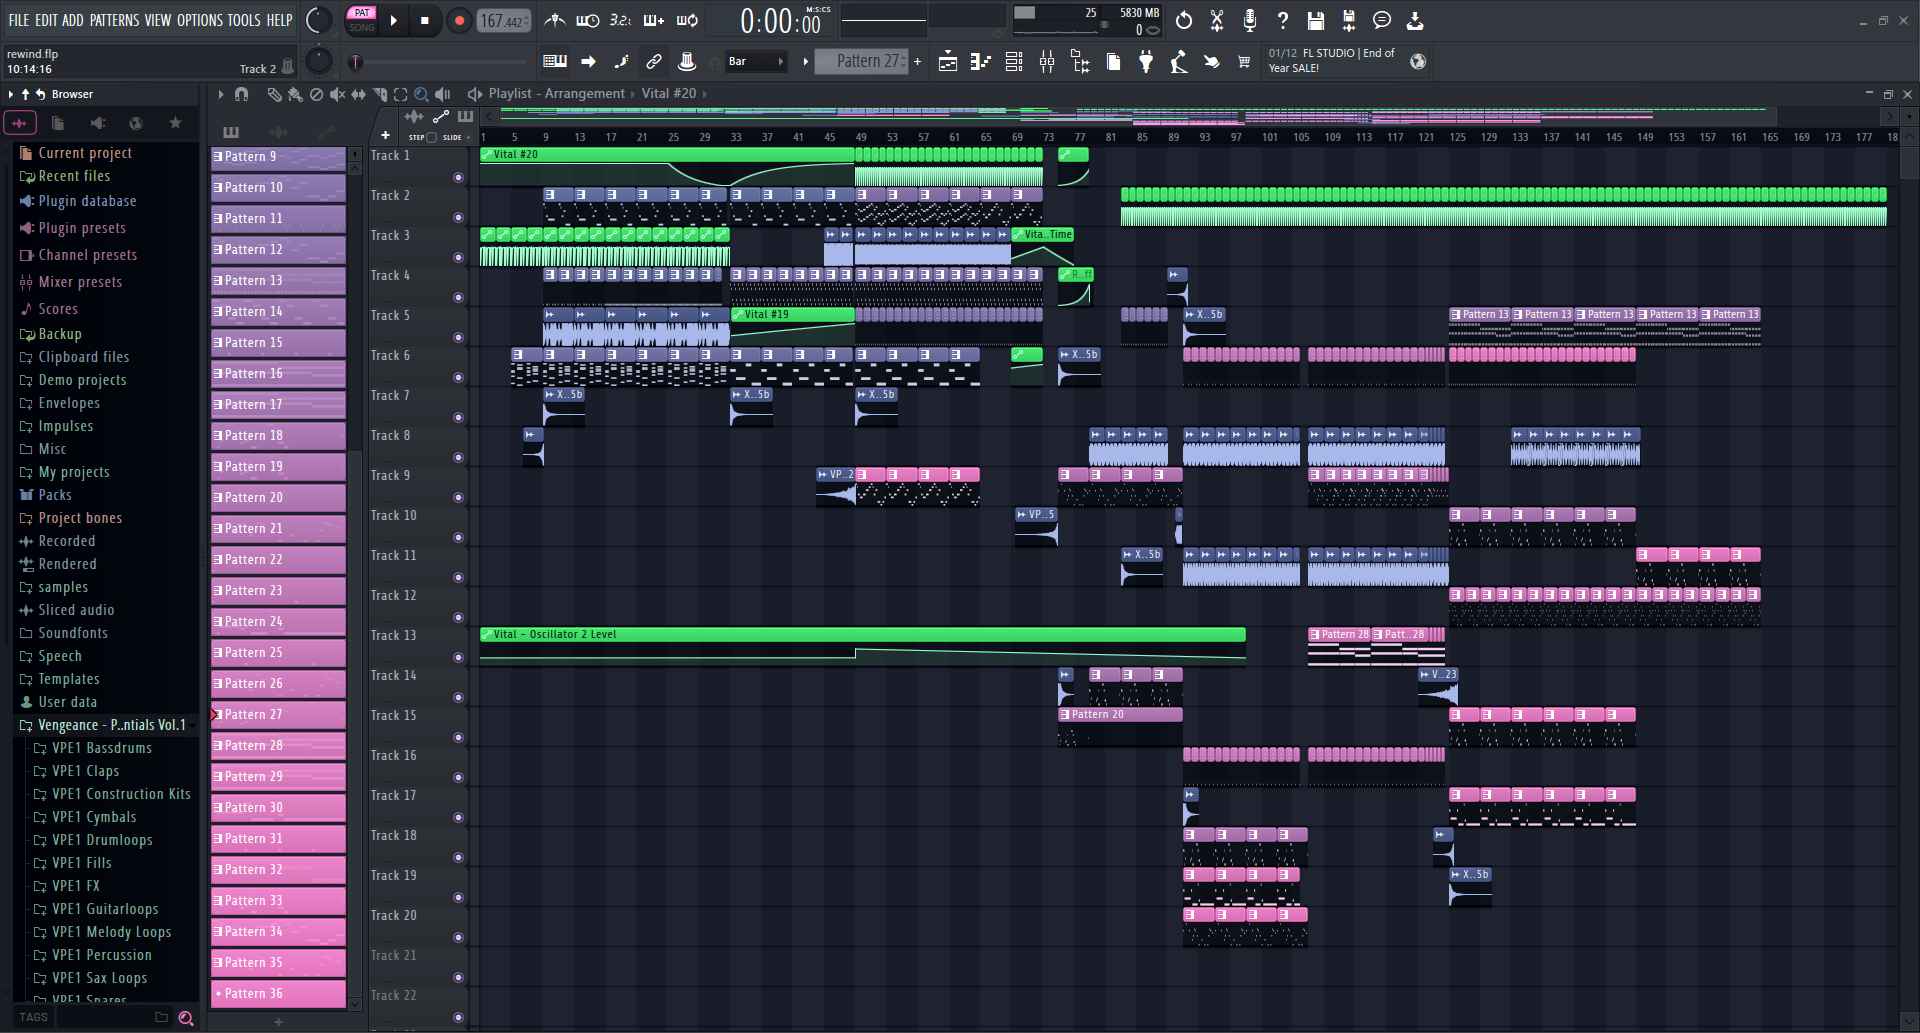 FILE EDIT ADD PATTERNS VIEW OPTIONS TOOLS HELP
PAT
SONG
167.442
3.2.
0:00:00
M:S:CS
25
5830 MB
0
rewind.flp
10:14:16
Track 2
Bar
Pattern 27
+
01/12 FL STUDIO | End of
Year SALE!
Browser
Playlist - Arrangement › Vital #20 ›
STEP
SLIDE
1 5 9 13 17 21 25 29 33 37 41 45 49 53 57 61 65 69 73 77 81 85 89 93 97 101 105 109 113 117 121 125 129 133 137 141 145 149 153 157 161 165 169 173 177 18
Current project
Recent files
Plugin database
Plugin presets
Channel presets
Mixer presets
Scores
Backup
Clipboard files
Demo projects
Envelopes
Impulses
Misc
My projects
Packs
Project bones
Recorded
Rendered
samples
Sliced audio
Soundfonts
Speech
Templates
User data
Vengeance - P..ntials Vol.1
VPE1 Bassdrums
VPE1 Claps
VPE1 Construction Kits
VPE1 Cymbals
VPE1 Drumloops
VPE1 Fills
VPE1 FX
VPE1 Guitarloops
VPE1 Melody Loops
VPE1 Percussion
VPE1 Sax Loops
VPE1 Snares
TAGS
Pattern 9
Pattern 10
Pattern 11
Pattern 12
Pattern 13
Pattern 14
Pattern 15
Pattern 16
Pattern 17
Pattern 18
Pattern 19
Pattern 20
Pattern 21
Pattern 22
Pattern 23
Pattern 24
Pattern 25
Pattern 26
Pattern 27
Pattern 28
Pattern 29
Pattern 30
Pattern 31
Pattern 32
Pattern 33
Pattern 34
Pattern 35
Pattern 36
+
Track 1
Vital #20
Track 2
Track 3
Vita..Time
Track 4
R..ff
Track 5
Vital #19
X..5b
Pattern 13 Pattern 13 Pattern 13 Pattern 13 Pattern 13
Track 6
X..5b
Track 7
X..5b X..5b X..5b
Track 8
Track 9
VP..2
Track 10
VP..5
Track 11
X..5b
Track 12
Track 13
Vital - Oscillator 2 Level
Pattern 28 Patt..28
Track 14
V..23
Track 15
Pattern 20
Track 16
Track 17
Track 18
Track 19
X..5b
Track 20
Track 21
Track 22